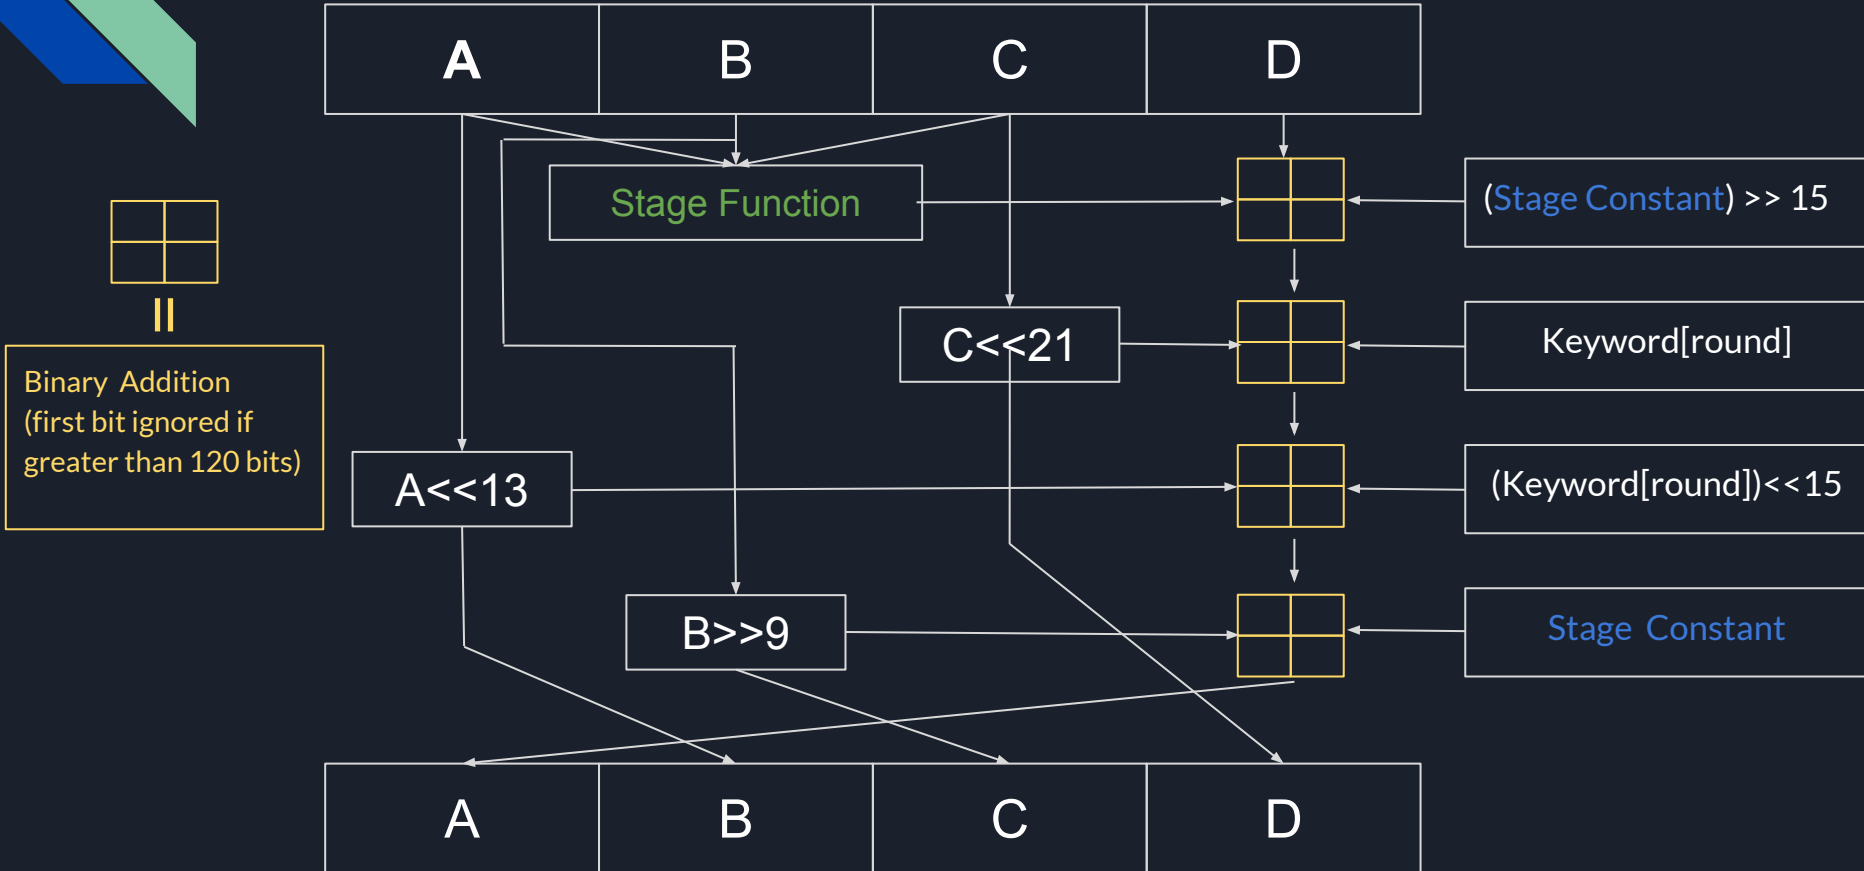 A B C D
Stage Function
(Stage Constant) >> 15
C<<21
Keyword[round]
Binary  Addition
(first bit ignored if
greater than 120 bits)
A<<13
(Keyword[round])<<15
B>>9
Stage  Constant
A B C D